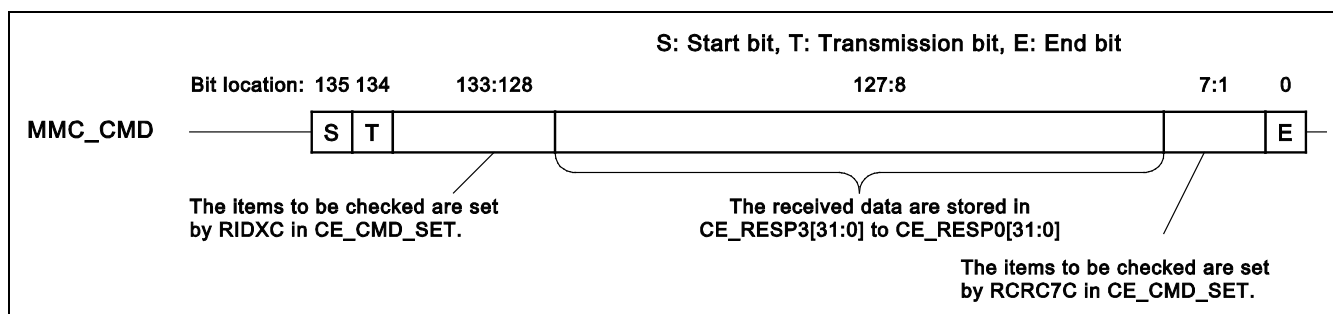 S: Start bit, T: Transmission bit, E: End bit
Bit location: 135 134 133:128 127:8 7:1 0
MMC_CMD S T E
The items to be checked are set
by RIDXC in CE_CMD_SET.
The received data are stored in
CE_RESP3[31:0] to CE_RESP0[31:0]
The items to be checked are set
by RCRC7C in CE_CMD_SET.